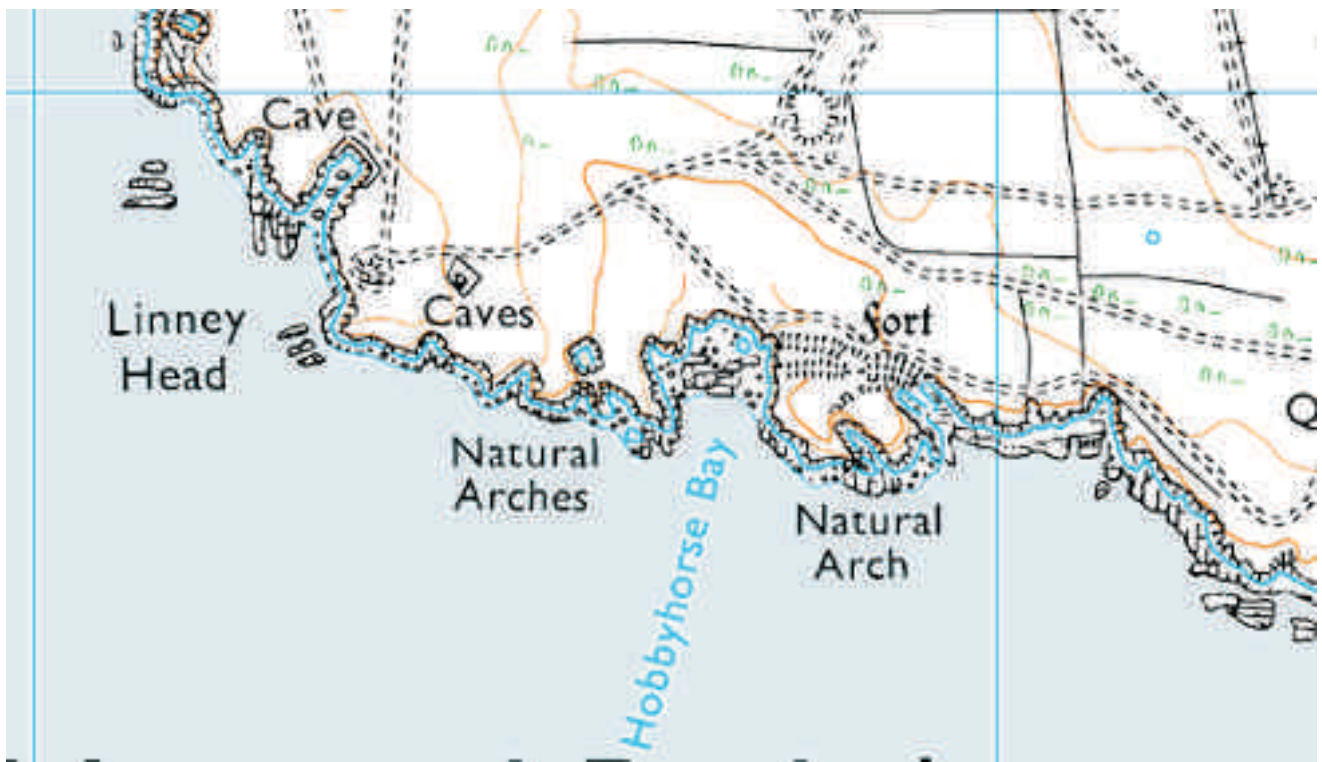 Cave
Linney
Head
Caves
Fort
Natural
Arches
Hobbyhorse Bay
Natural
Arch